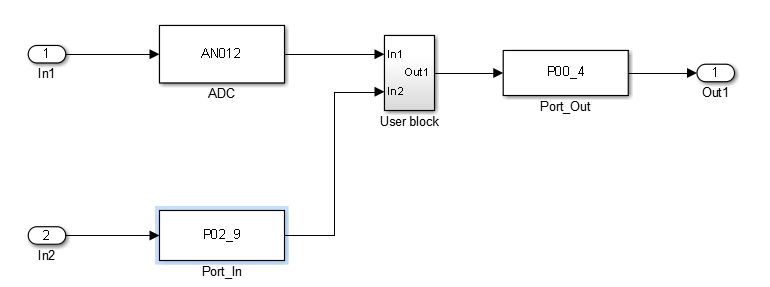 1
In1
AN012
ADC
In1
Out1
In2
User block
P00_4
Port_Out
1
Out1
2
In2
P02_9
Port_In